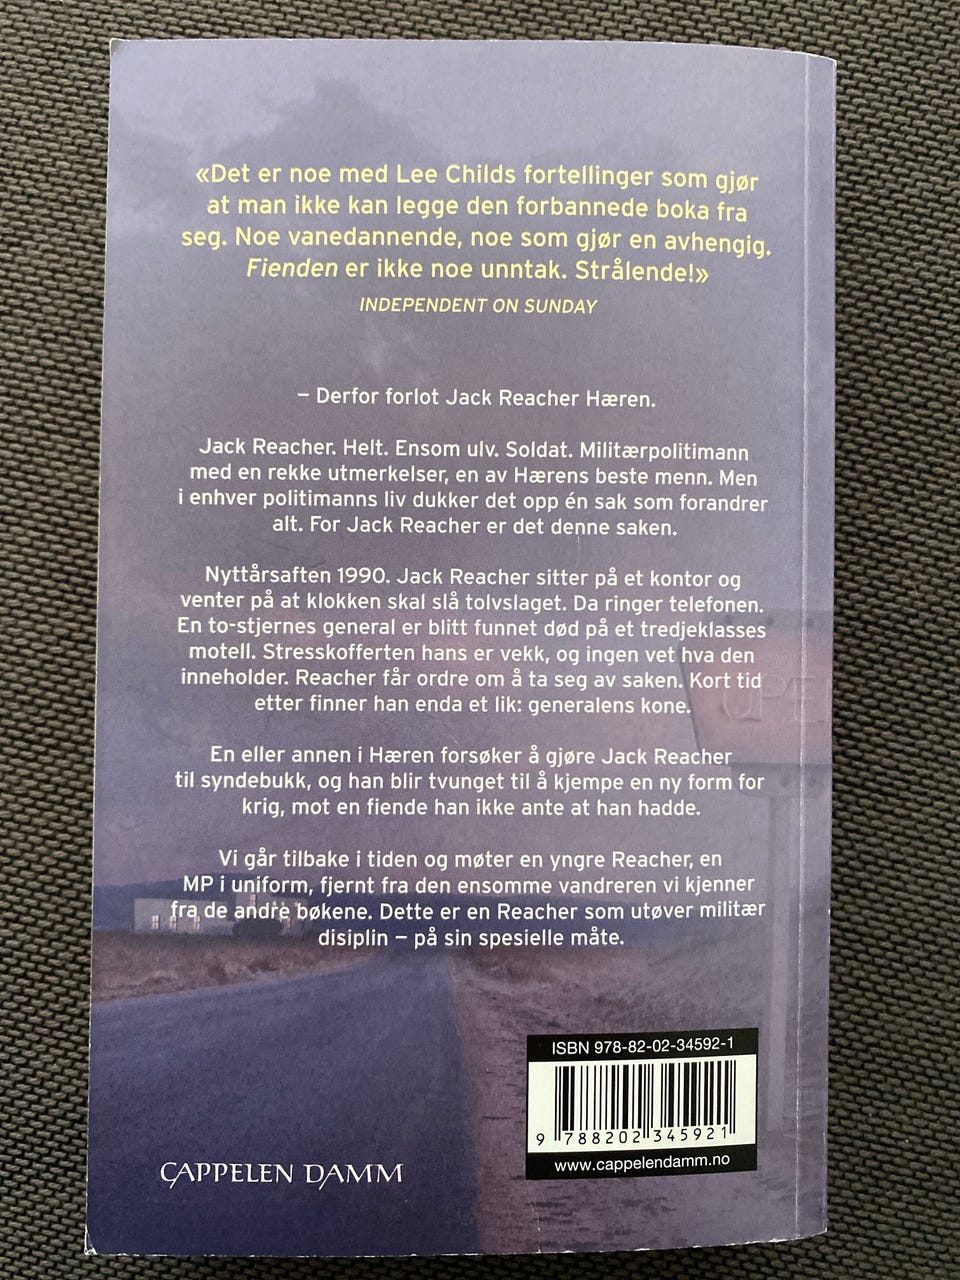 «Det er noe med Lee Childs fortellinger som gjør
at man ikke kan legge den forbannede boka fra
seg. Noe vanedannende, noe som gjør en avhengig.
Fienden er ikke noe unntak. Strålende!»
INDEPENDENT ON SUNDAY
– Derfor forlot Jack Reacher Hæren.
Jack Reacher. Helt. Ensom ulv. Soldat. Militærpolitimann
med en rekke utmerkelser, en av Hærens beste menn. Men
i enhver politimanns liv dukker det opp én sak som forandrer
alt. For Jack Reacher er det denne saken.
Nyttårsaften 1990. Jack Reacher sitter på et kontor og
venter på at klokken skal slå tolvslaget. Da ringer telefonen.
En to-stjernes general er blitt funnet død på et tredjeklasses
motell. Stresskofferten hans er vekk, og ingen vet hva den
inneholder. Reacher får ordre om å ta seg av saken. Kort tid
etter finner han enda et lik: generalens kone.
En eller annen i Hæren forsøker å gjøre Jack Reacher
til syndebukk, og han blir tvunget til å kjempe en ny form for
krig, mot en fiende han ikke ante at han hadde.
Vi går tilbake i tiden og møter en yngre Reacher, en
MP i uniform, fjernt fra den ensomme vandreren vi kjenner
fra de andre bøkene. Dette er en Reacher som utøver militær
disiplin – på sin spesielle måte.
ISBN 978-82-02-34592-1
9 788202 345921
www.cappelendamm.no
CAPPELEN DAMM